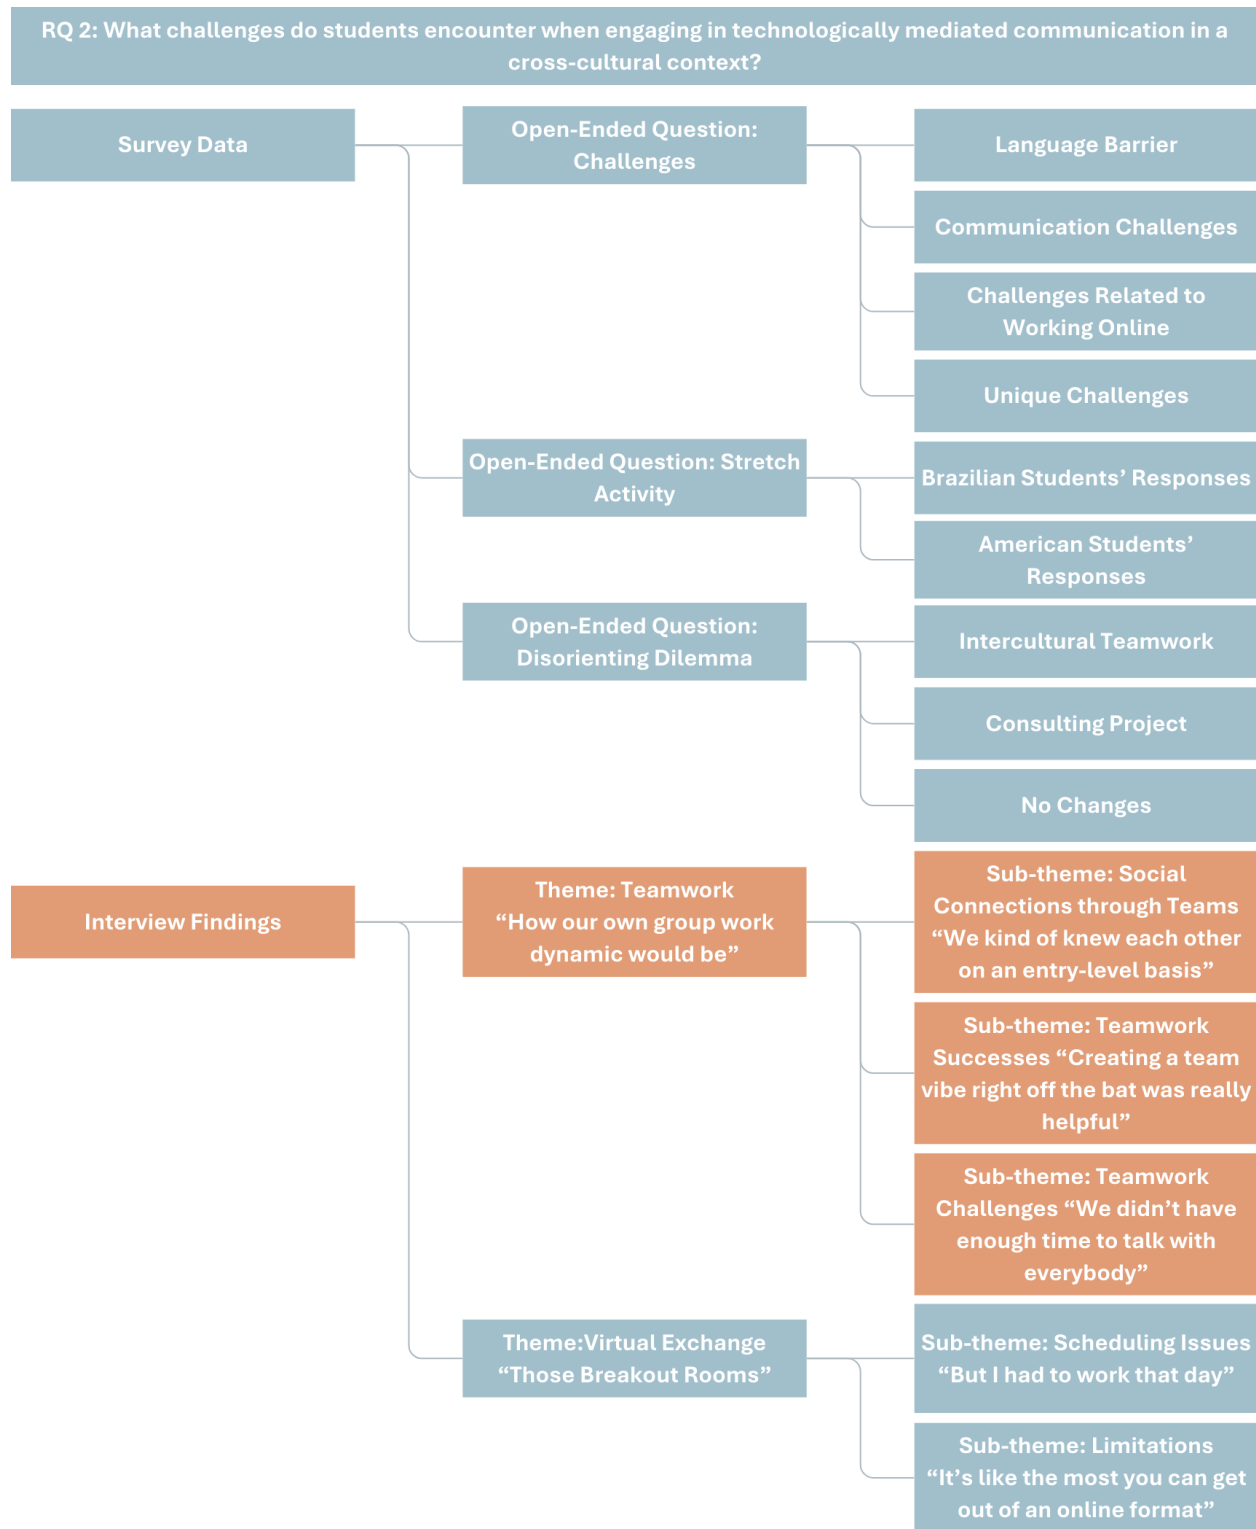 RQ 2: What challenges do students encounter when engaging in technologically mediated communication in a
cross-cultural context?
Survey Data
Open-Ended Question:
Challenges
Language Barrier
Communication Challenges
Challenges Related to
Working Online
Unique Challenges
Open-Ended Question: Stretch
Activity
Brazilian Students’ Responses
American Students’
Responses
Open-Ended Question:
Disorienting Dilemma
Intercultural Teamwork
Consulting Project
No Changes
Interview Findings
Theme: Teamwork
“How our own group work
dynamic would be”
Sub-theme: Social
Connections through Teams
“We kind of knew each other
on an entry-level basis”
Sub-theme: Teamwork
Successes “Creating a team
vibe right off the bat was really
helpful”
Sub-theme: Teamwork
Challenges “We didn’t have
enough time to talk with
everybody”
Theme:Virtual Exchange
“Those Breakout Rooms”
Sub-theme: Scheduling Issues
“But I had to work that day”
Sub-theme: Limitations
“It’s like the most you can get
out of an online format”